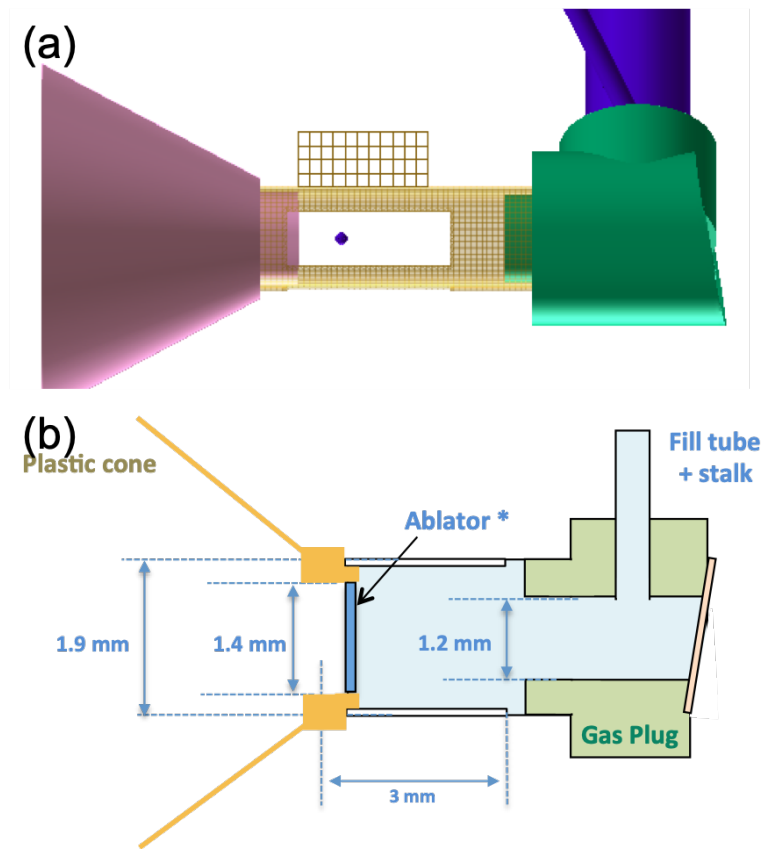 (a)
(b)
Plastic cone
Fill tube
+ stalk
Ablator *
1.9 mm
1.4 mm
1.2 mm
Gas Plug
3 mm